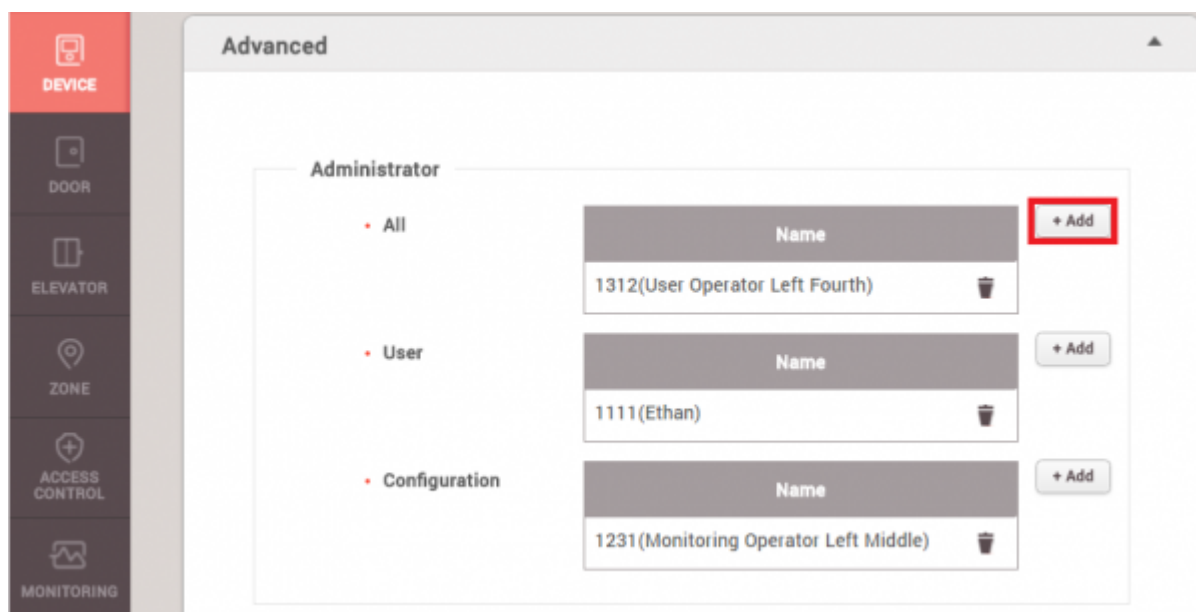 DEVICE
DOOR
ELEVATOR
ZONE
ACCESS
CONTROL
MONITORING
Advanced
Administrator
All
Name
+ Add
1312(User Operator Left Fourth)
User
Name
+ Add
1111(Ethan)
Configuration
Name
+ Add
1231(Monitoring Operator Left Middle)